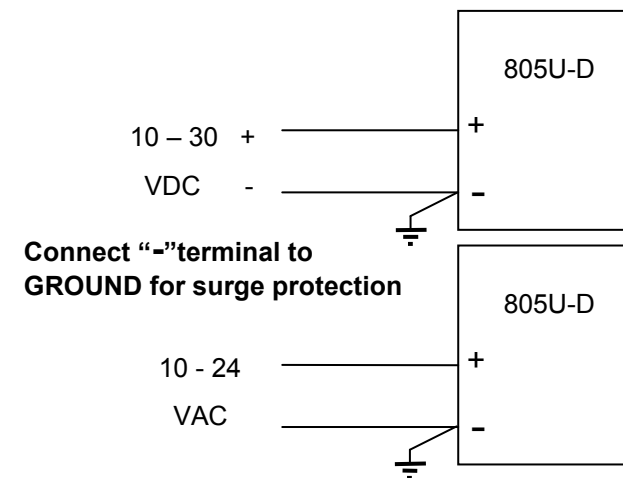 805U-D
10 – 30 +
+
VDC -
-
Connect “-”terminal to
GROUND for surge protection
805U-D
10 - 24
+
VAC
-